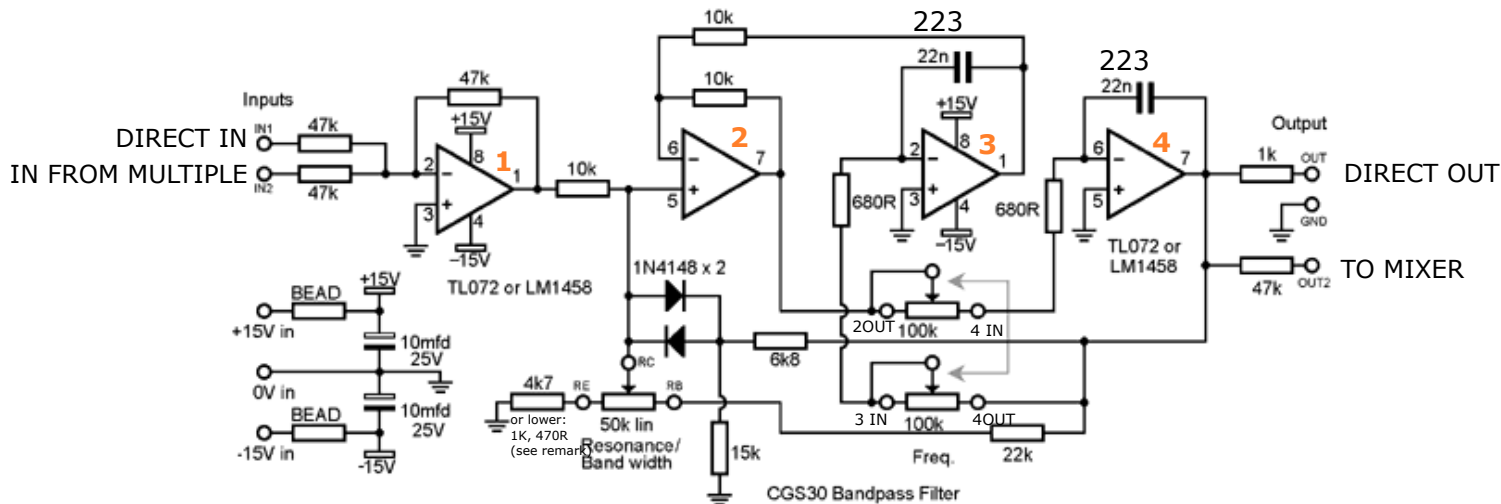 10k
223
22n
223
22n
10k
47k
+15V
Inputs
DIRECT IN
IN1
47k
IN FROM MULTIPLE
IN2
47k
2
−
8
1
1
+
3
4
−15V
TL072 or LM1458
10k
2
6
−
7
+
5
+15V
3
2
−
8
1
+
3
4
−15V
680R
680R
4
6
−
7
+
5
TL072 or
LM1458
Output
1k
OUT
DIRECT OUT
GND
TO MIXER
47k
OUT2
1N4148 x 2
BEAD
+15V
+15V in
10mfd
25V
0V in
BEAD
10mfd
25V
-15V in
-15V
2OUT
100k
4 IN
6k8
RC
4k7
RE
RB
or lower:
1K, 470R
(see remark)
50k lin
Resonance/
Band width
15k
3 IN
100k
4OUT
Freq.
22k
CGS30 Bandpass Filter